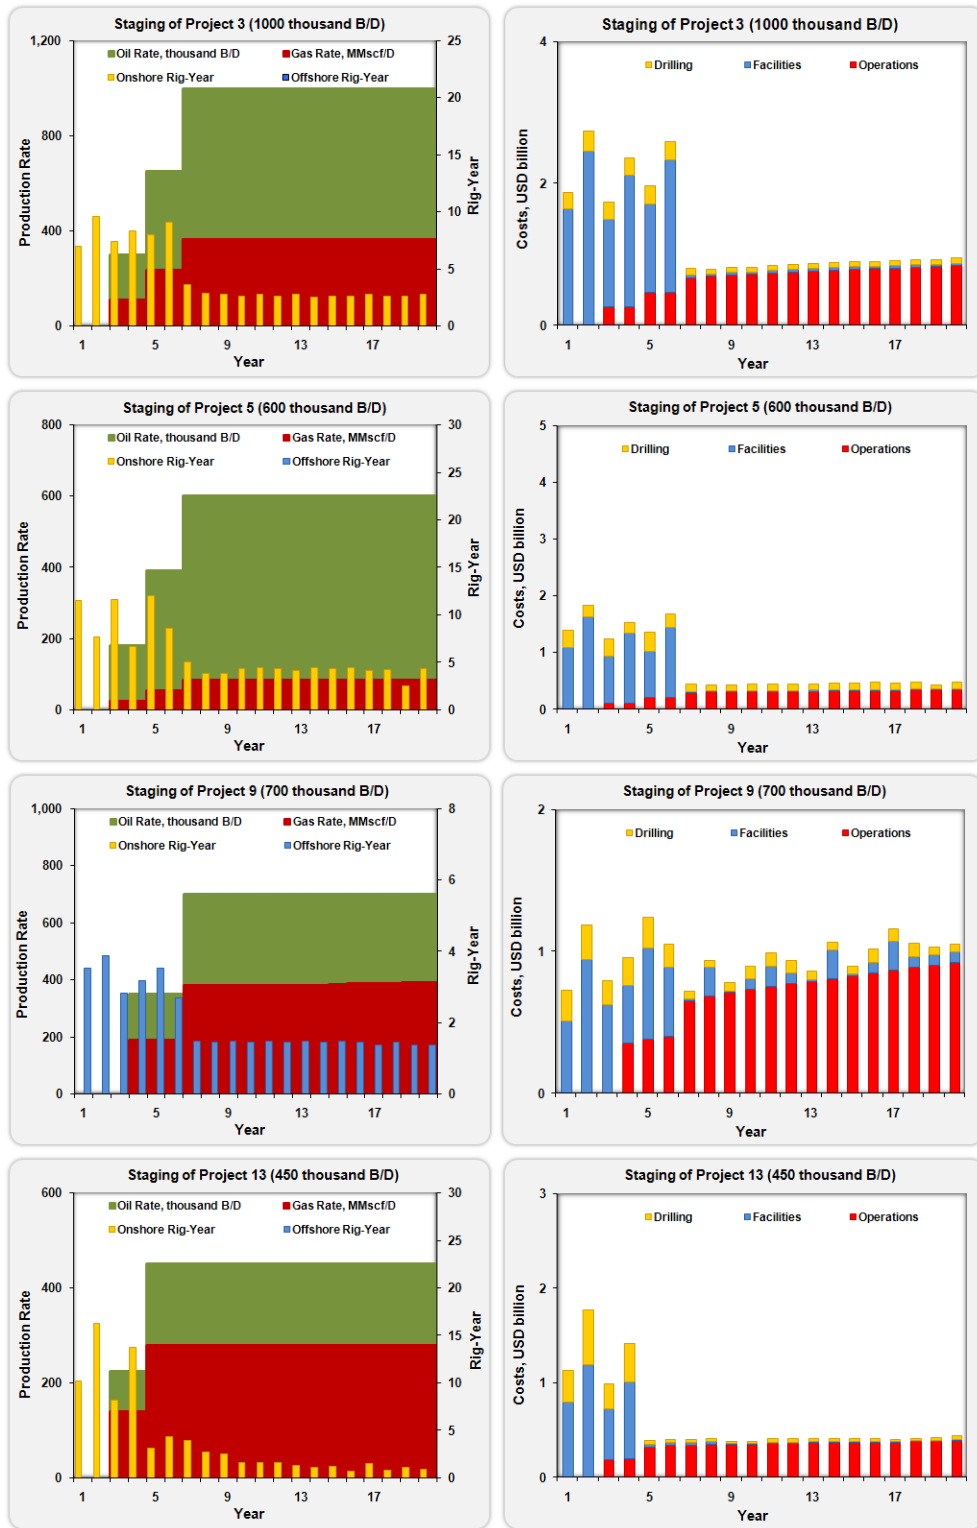 Staging of Project 3 (1000 thousand B/D)
1,200
800
400
0
25
20
15
10
5
0
Oil Rate, thousand B/D
Gas Rate, MMscf/D
Onshore Rig-Year
Offshore Rig-Year
Production Rate
Rig-Year
1
5
9
13
17
Year
Staging of Project 3 (1000 thousand B/D)
4
2
0
Drilling
Facilities
Operations
Costs, USD billion
1
5
9
13
17
Year
Staging of Project 5 (600 thousand B/D)
800
600
400
200
0
30
25
20
15
10
5
0
Oil Rate, thousand B/D
Gas Rate, MMscf/D
Onshore Rig-Year
Offshore Rig-Year
Production Rate
Rig-Year
1
5
9
13
17
Year
Staging of Project 5 (600 thousand B/D)
5
4
3
2
1
0
Drilling
Facilities
Operations
Costs, USD billion
1
5
9
13
17
Year
Staging of Project 9 (700 thousand B/D)
1,000
800
600
400
200
0
8
6
4
2
0
Oil Rate, thousand B/D
Gas Rate, MMscf/D
Onshore Rig-Year
Offshore Rig-Year
Production Rate
Rig-Year
1
5
9
13
17
Year
Staging of Project 9 (700 thousand B/D)
2
1
0
Drilling
Facilities
Operations
Costs, USD billion
1
5
9
13
17
Year
Staging of Project 13 (450 thousand B/D)
600
400
200
0
30
25
20
15
10
5
0
Oil Rate, thousand B/D
Gas Rate, MMscf/D
Onshore Rig-Year
Offshore Rig-Year
Production Rate
Rig-Year
1
5
9
13
17
Year
Staging of Project 13 (450 thousand B/D)
3
2
1
0
Drilling
Facilities
Operations
Costs, USD billion
1
5
9
13
17
Year